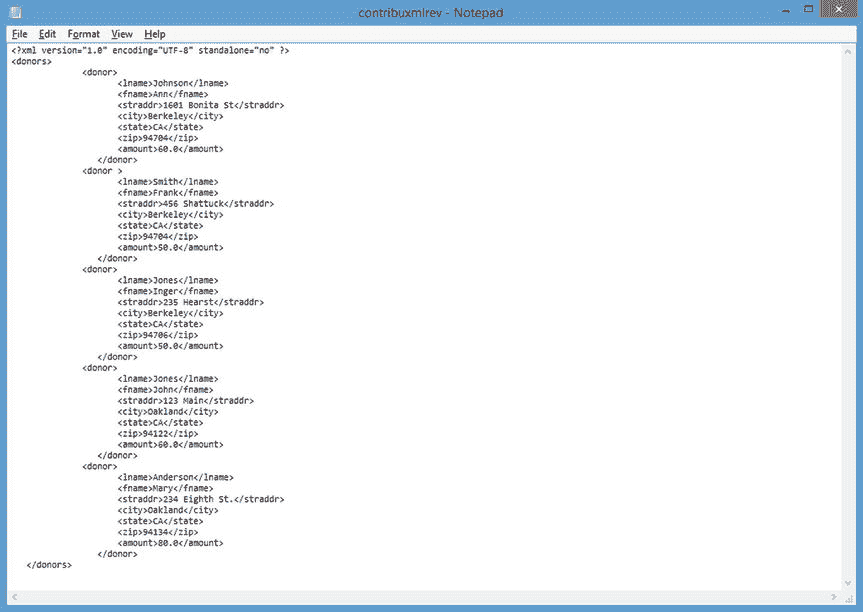 contribuxmlrev - Notepad
File Edit Format View Help
<?xml version="1.0" encoding="UTF-8" standalone="no" ?>
<donors>
<donor>
<lname>Johnson</lname>
<fname>Ann</fname>
<straddr>1601 Bonita St</straddr>
<city>Berkeley</city>
<state>CA</state>
<zip>94704</zip>
<amount>60.0</amount>
</donor>
<donor >
<lname>Smith</lname>
<fname>Frank</fname>
<straddr>456 Shattuck</straddr>
<city>Berkeley</city>
<state>CA</state>
<zip>94704</zip>
<amount>50.0</amount>
</donor>
<donor>
<lname>Jones</lname>
<fname>Inger</fname>
<straddr>235 Hearst</straddr>
<city>Berkeley</city>
<state>CA</state>
<zip>94706</zip>
<amount>50.0</amount>
</donor>
<donor>
<lname>Jones</lname>
<fname>John</fname>
<straddr>123 Main</straddr>
<city>Oakland</city>
<state>CA</state>
<zip>94122</zip>
<amount>60.0</amount>
</donor>
<donor>
<lname>Anderson</lname>
<fname>Mary</fname>
<straddr>234 Eighth St.</straddr>
<city>Oakland</city>
<state>CA</state>
<zip>94134</zip>
<amount>80.0</amount>
</donor>
</donors>